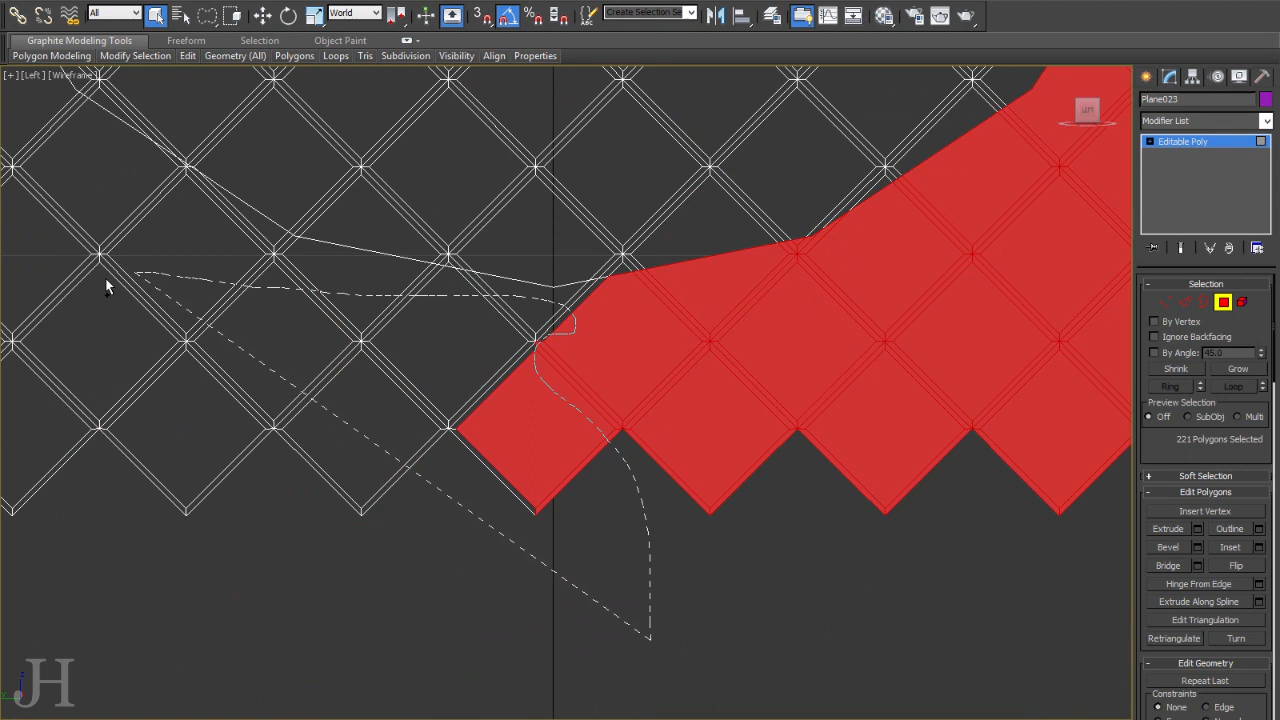 All
World
3
Create Selection Se
Graphite Modeling Tools
Freeform
Selection
Object Paint
Polygon Modeling
Modify Selection
Edit
Geometry (All)
Polygons
Loops
Tris
Subdivision
Visibility
Align
Properties
[+] [Left] [Wireframe]
Plane023
Modifier List
Editable Poly
- Selection
By Vertex
Ignore Backfacing
By Angle: 45.0
Shrink Grow
Ring Loop
Preview Selection
Off SubObj Multi
221 Polygons Selected
+ Soft Selection
- Edit Polygons
Insert Vertex
Extrude Outline
Bevel Inset
Bridge Flip
Hinge From Edge
Extrude Along Spline
Edit Triangulation
Retriangulate Turn
- Edit Geometry
Repeat Last
Constraints
None Edge
JH